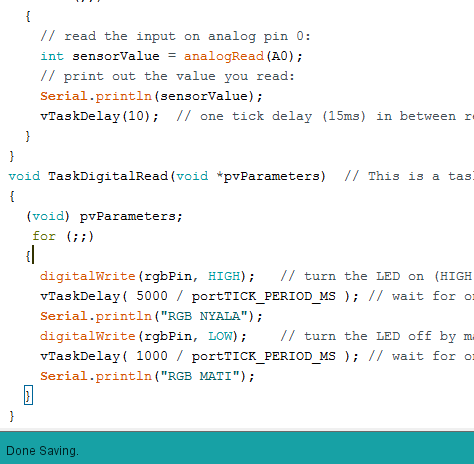 (;;)
{
// read the input on analog pin 0:
int sensorValue = analogRead(A0);
// print out the value you read:
Serial.println(sensorValue);
vTaskDelay(10);  // one tick delay (15ms) in between
}
}
void TaskDigitalRead(void *pvParameters)  // This is a
{
(void) pvParameters;
for (;;)
{
digitalWrite(rgbPin, HIGH);   // turn the LED on (HIGH
vTaskDelay( 5000 / portTICK_PERIOD_MS ); // wait for
Serial.println("RGB NYALA");
digitalWrite(rgbPin, LOW);    // turn the LED off by
vTaskDelay( 1000 / portTICK_PERIOD_MS ); // wait for
Serial.println("RGB MATI");
}
}
Done Saving.